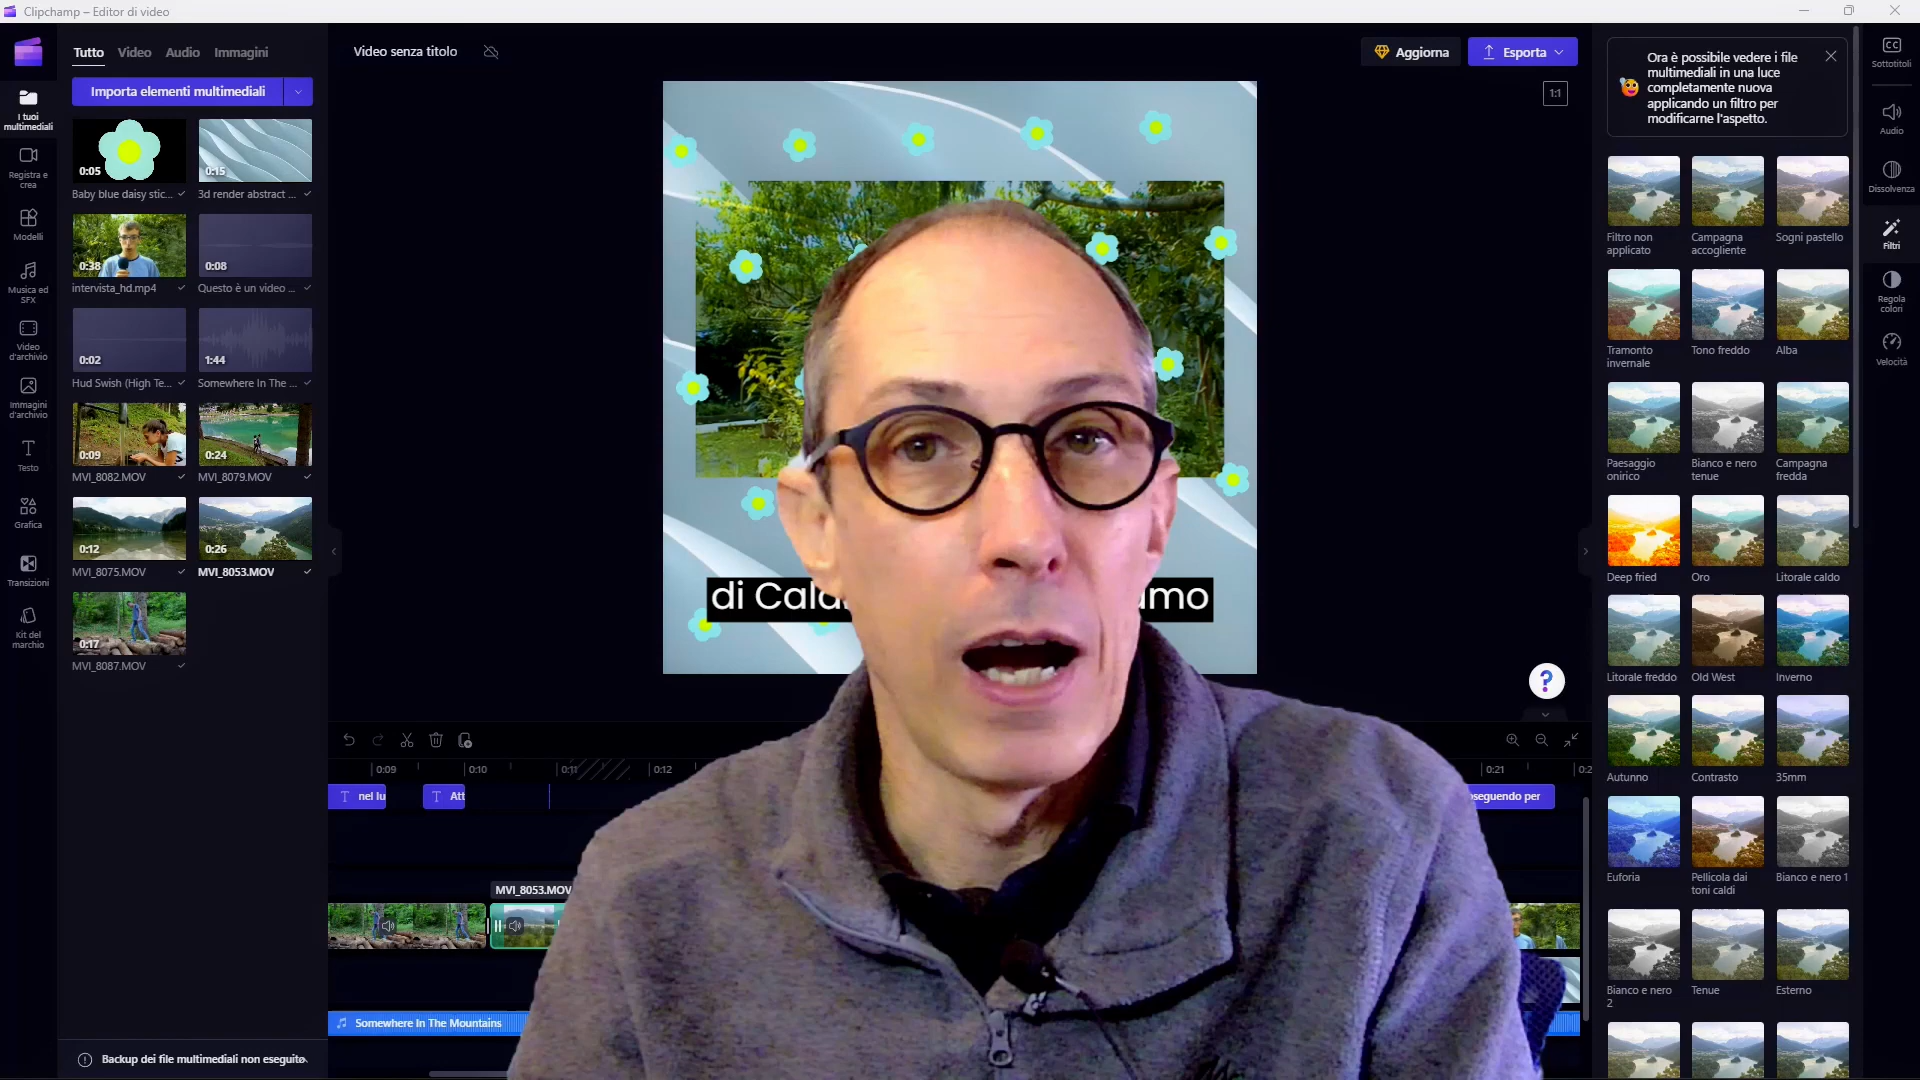 Clipchamp – Editor di video
Tutto Video Audio Immagini
Importa elementi multimediali
I tuoi
multimediali
Registra e
crea
Modelli
Musica ed
SFX
Video
d'archivio
Immagini
d'archivio
Testo
Grafica
Transizioni
Kit del
marchio
0:05
Baby blue daisy stic...
0:15
3d render abstract ...
0:38
intervista_hd.mp4
0:08
Questo è un video ...
0:02
Hud Swish (High Te...
1:44
Somewhere In The ...
0:09
MVI_8082.MOV
0:24
MVI_8079.MOV
0:12
MVI_8075.MOV
0:26
MVI_8053.MOV
0:17
MVI_8087.MOV
Backup dei file multimediali non eseguito
Video senza titolo
Aggiorna
Esporta
1:1
di Cala
amo
?
0:09 0:10 0:11 0:12 0:21 0:2
nel lu
Att
oseguendo per
MVI_8053.MOV
Somewhere In The Mountains
Ora è possibile vedere i file
multimediali in una luce
completamente nuova
applicando un filtro per
modificarne l'aspetto.
Filtro non
applicato
Campagna
accogliente
Sogni pastello
Tramonto
invernale
Tono freddo
Alba
Paesaggio
onirico
Bianco e nero
tenue
Campagna
fredda
Deep fried
Oro
Litorale caldo
Litorale freddo
Old West
Inverno
Autunno
Contrasto
35mm
Euforia
Pellicola dai
toni caldi
Bianco e nero 1
Bianco e nero
2
Tenue
Esterno
CC
Sottotitoli
Audio
Dissolvenza
Filtri
Regola
colori
Velocità